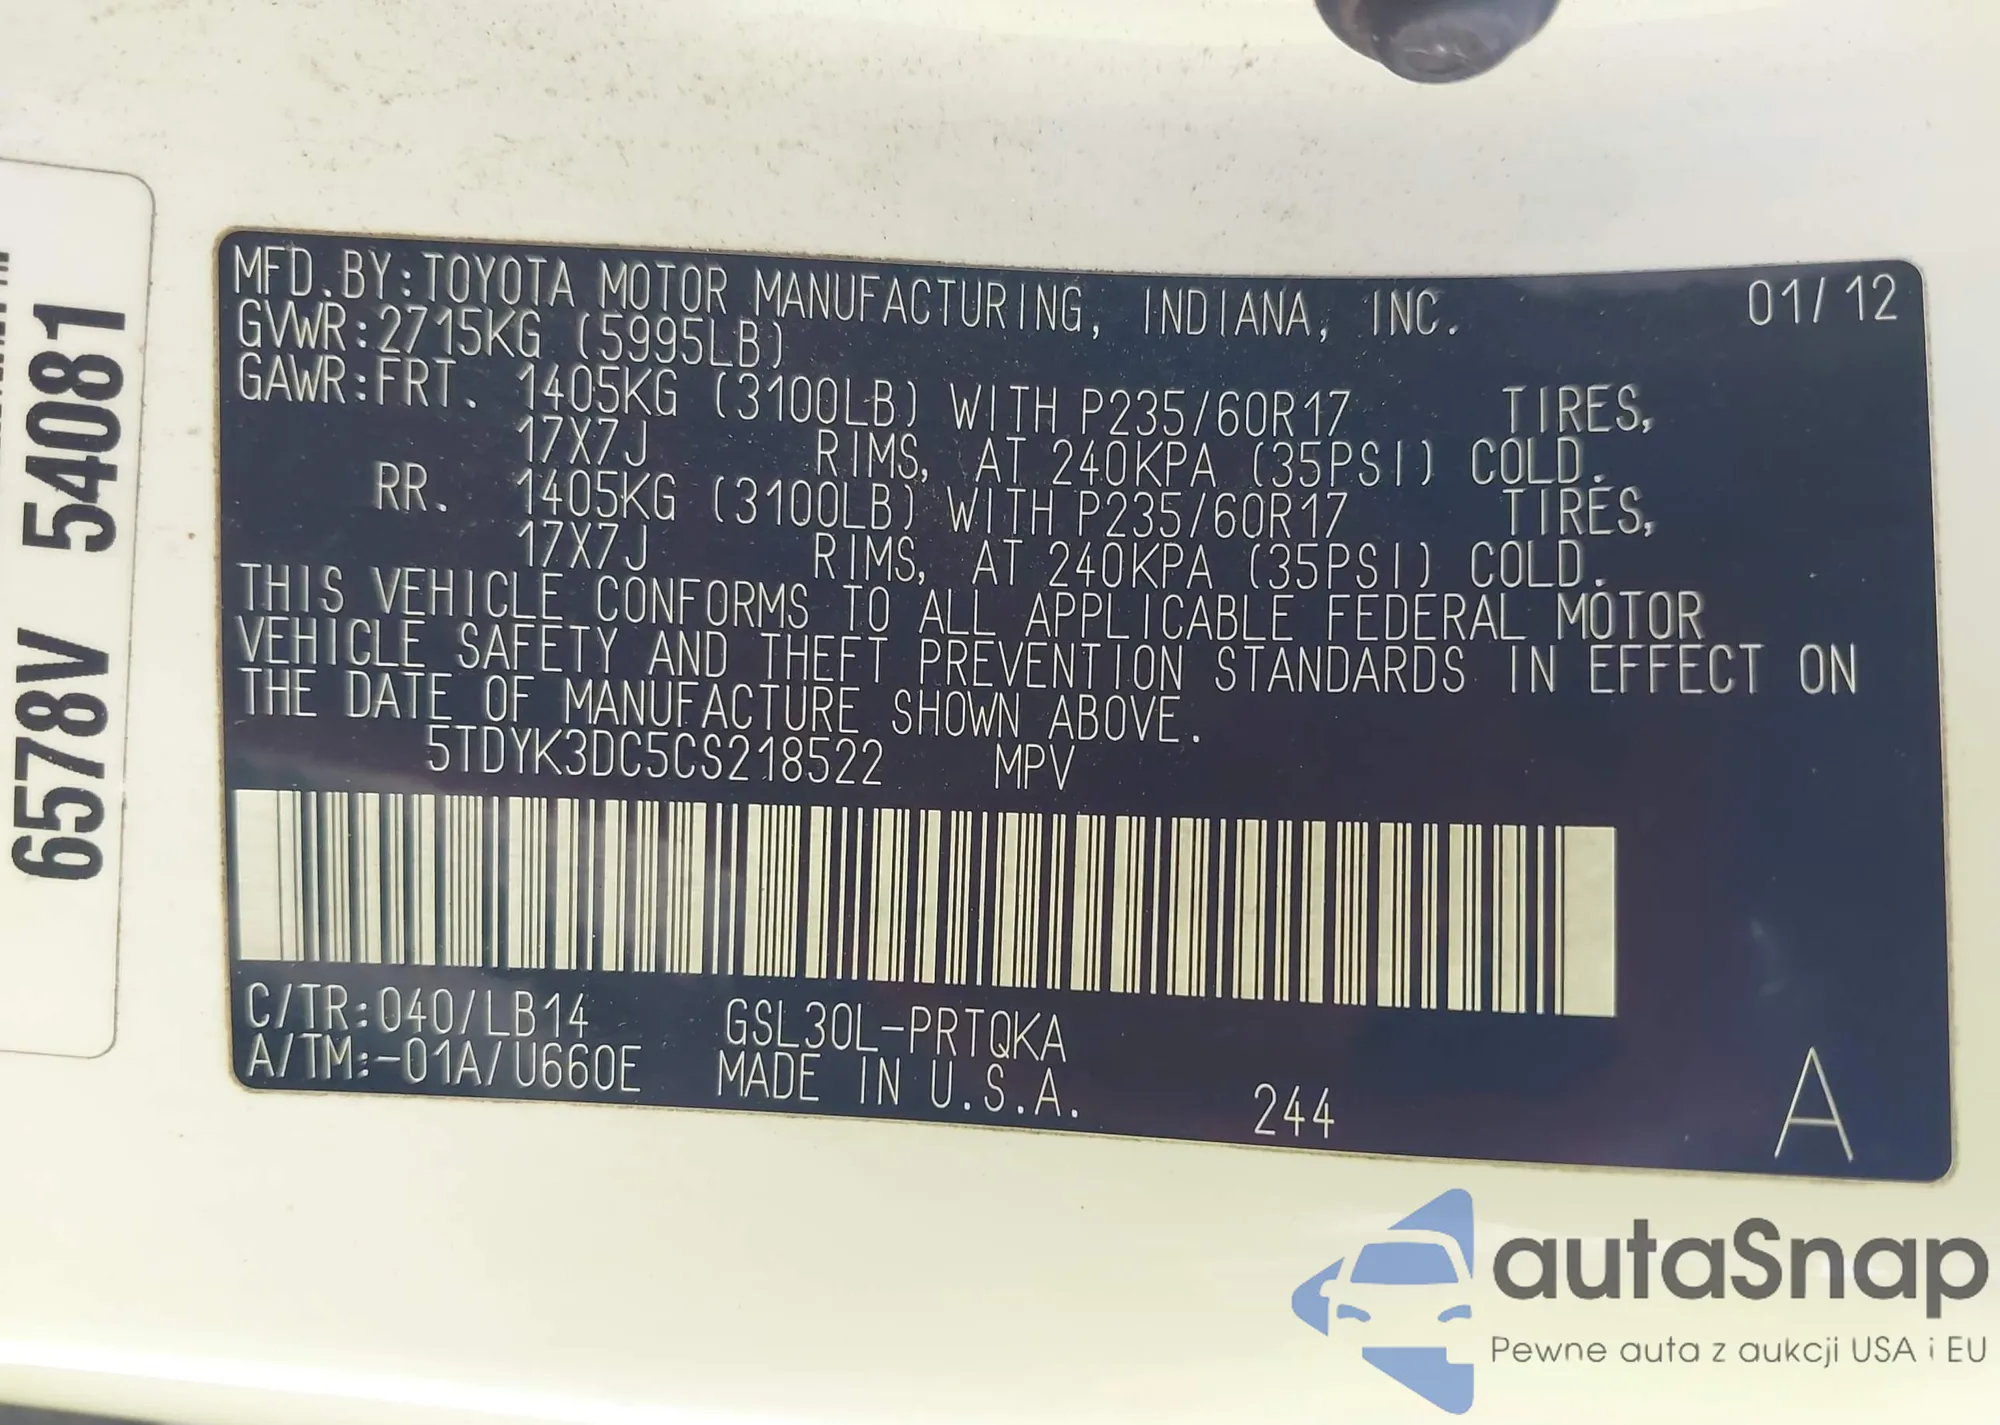 6578V 54081
MFD.BY:TOYOTA MOTOR MANUFACTURING, INDIANA, INC. 01/12
GVWR:2715KG (5995LB)
GAWR:FRT. 1405KG (3100LB) WITH P235/60R17 TIRES,
17X7J RIMS, AT 240KPA (35PSI) COLD.
RR. 1405KG (3100LB) WITH P235/60R17 TIRES,
17X7J RIMS, AT 240KPA (35PSI) COLD.
THIS VEHICLE CONFORMS TO ALL APPLICABLE FEDERAL MOTOR
VEHICLE SAFETY AND THEFT PREVENTION STANDARDS IN EFFECT ON
THE DATE OF MANUFACTURE SHOWN ABOVE.
5TDYK3DC5CS218522 MPV
C/TR:040/LB14 GSL30L-PRTQKA
A/TM:-01A/U660E MADE IN U.S.A. 244 A
autaSnap
Pewne auta z aukcji USA i EU